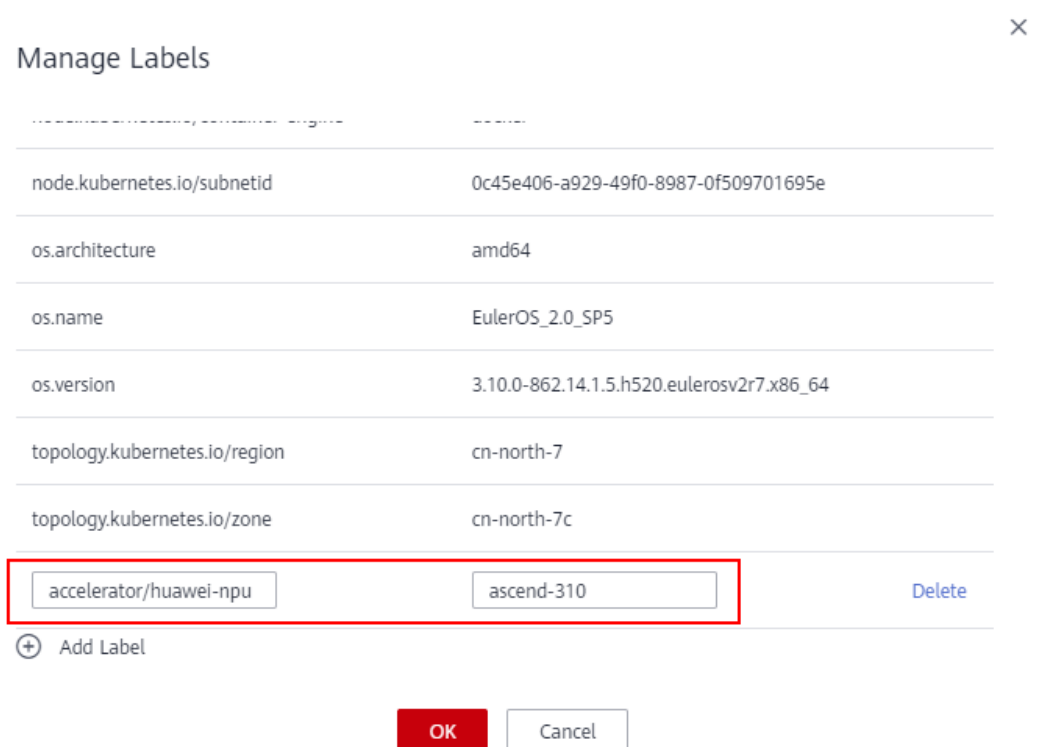 Manage Labels
node.kubernetes.io/subnetid 0c45e406-a929-49f0-8987-0f509701695e
os.architecture amd64
os.name EulerOS_2.0_SP5
os.version 3.10.0-862.14.1.5.h520.eulerosv2r7.x86_64
topology.kubernetes.io/region cn-north-7
topology.kubernetes.io/zone cn-north-7c
accelerator/huawei-npu ascend-310 Delete
Add Label
OK Cancel